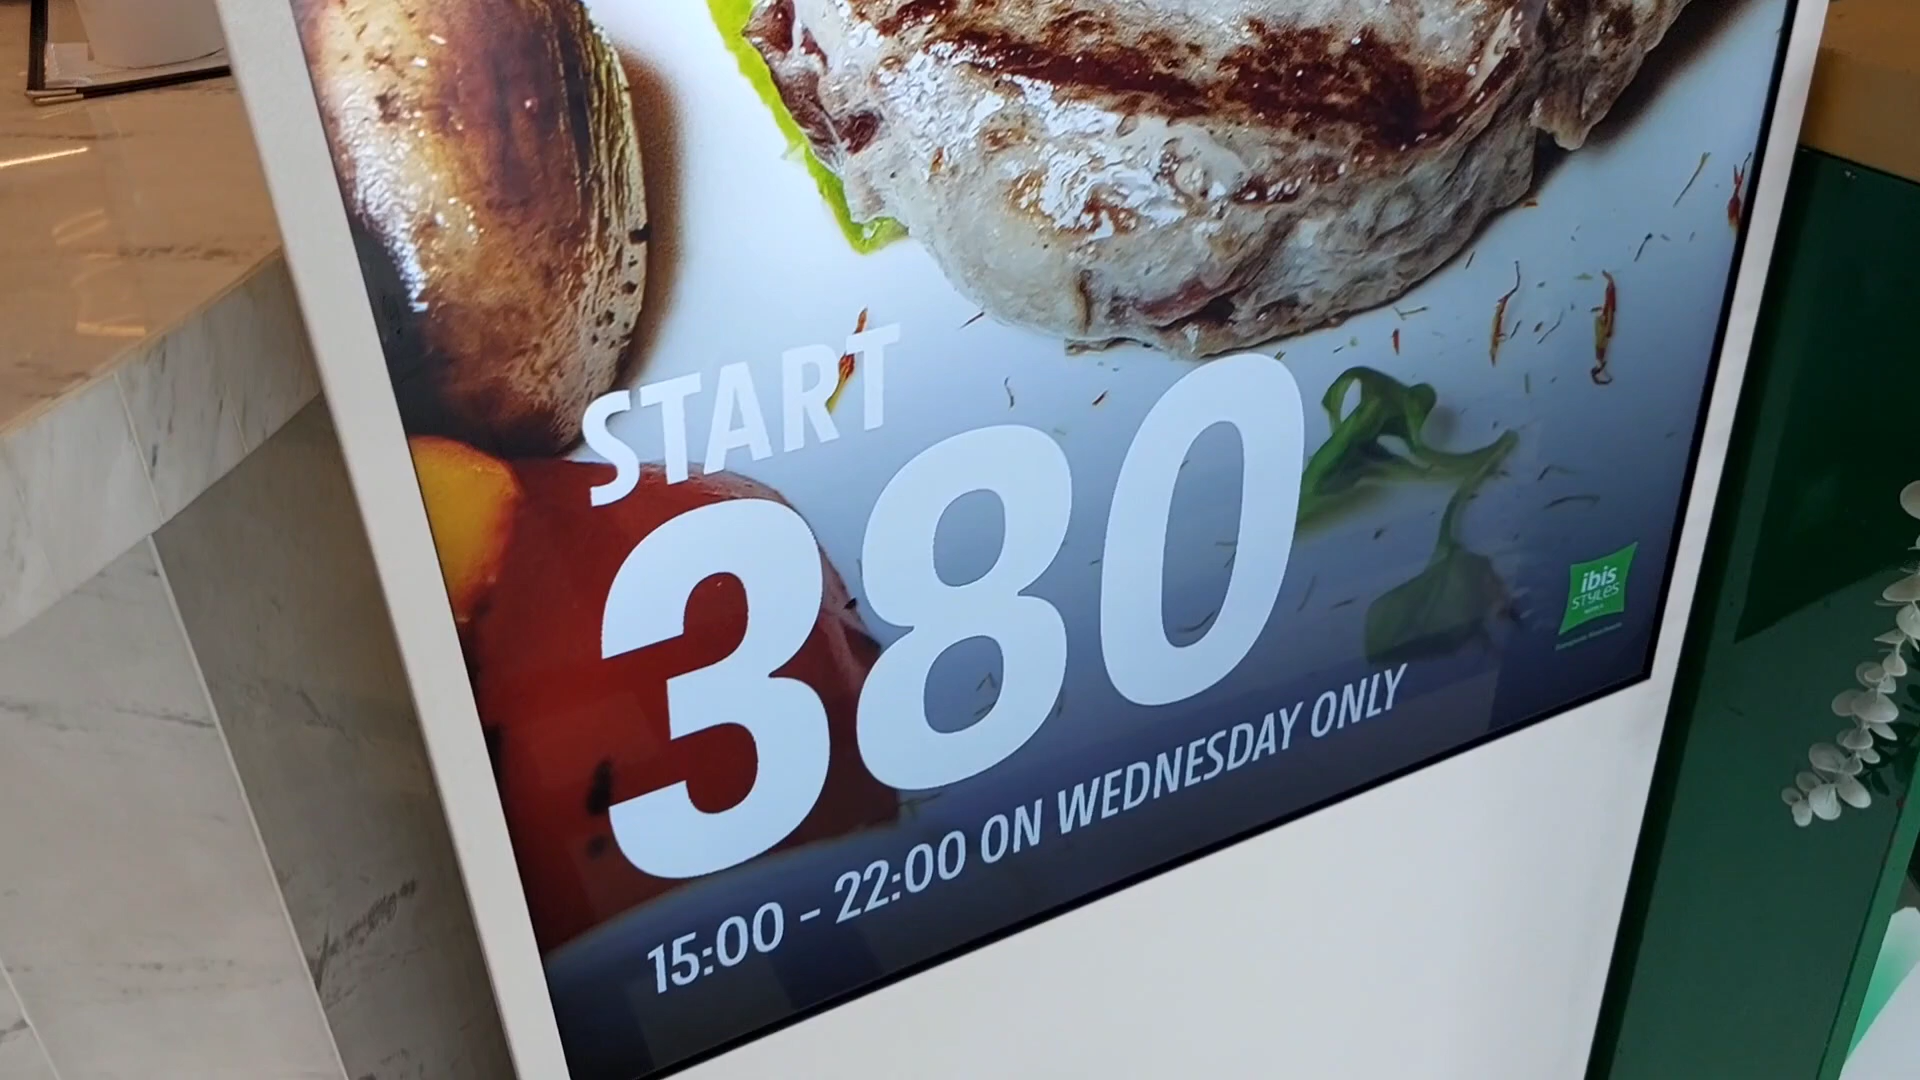 START
380
15:00 - 22:00 ON WEDNESDAY ONLY
ibis
STYLES